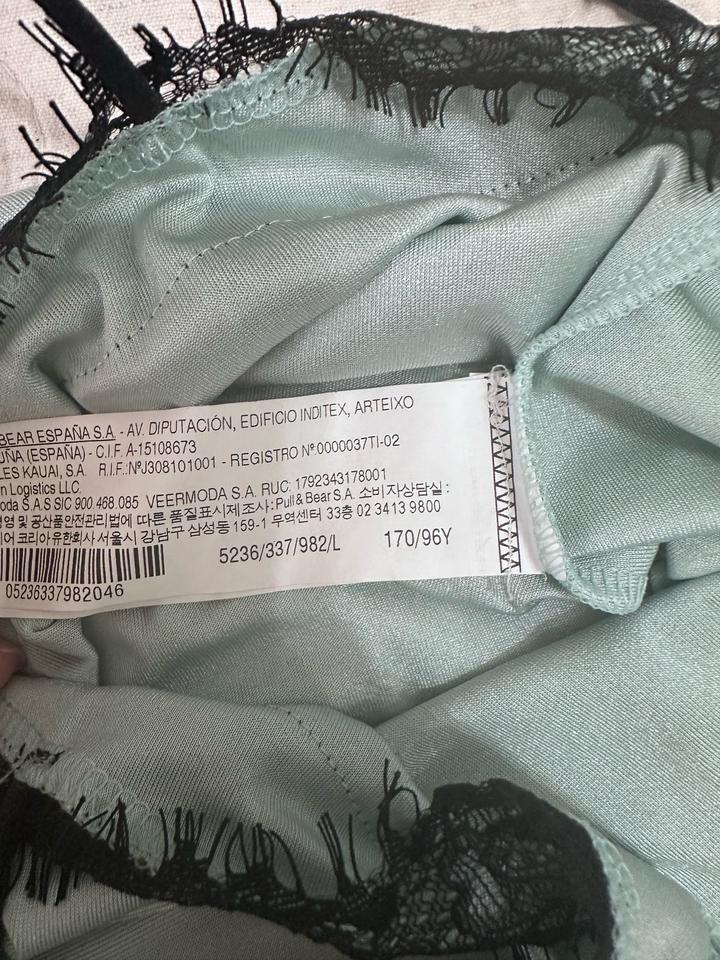 BEAR ESPAÑA S.A - AV. DIPUTACIÓN, EDIFICIO INDITEX, ARTEIXO
UÑA (ESPAÑA) - C.I.F. A-15108673
LES KAUAI, S.A. R.I.F.:NºJ308101001 - REGISTRO Nº:0000037TI-02
n Logistics LLC
oda S.A.S SIC 900.468.085 VEERMODA S.A. RUC: 1792343178001
영 및 공산품안전관리법에 따른 품질표시제조사:Pull&Bear S.A. 소비자상담실:
어 코리아유한회사 서울시 강남구 삼성동 159-1 무역센터 33층 02 3413 9800
5236/337/982/L 170/96Y
05236337982046